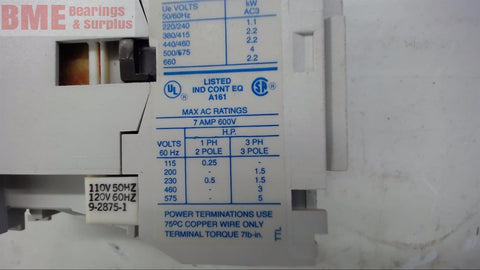 BME Bearings
& Surplus
Ue VOLTS kW
50/60Hz AC3
220/240 1.1
380/415 2.2
440/460 2.2
500/575 4
660 2.2
UL LISTED
IND CONT EQ
A161
MAX AC RATINGS
7 AMP 600V
H.P.
VOLTS 1 PH 3 PH
60 Hz 2 POLE 3 POLE
115 0.25 -
200 - 1.5
230 0.5 1.5
460 - 3
575 - 5
POWER TERMINATIONS USE
75°C COPPER WIRE ONLY
TERMINAL TORQUE 7lb-in.
TTL
110V 50HZ
120V 60HZ
9-2875-1